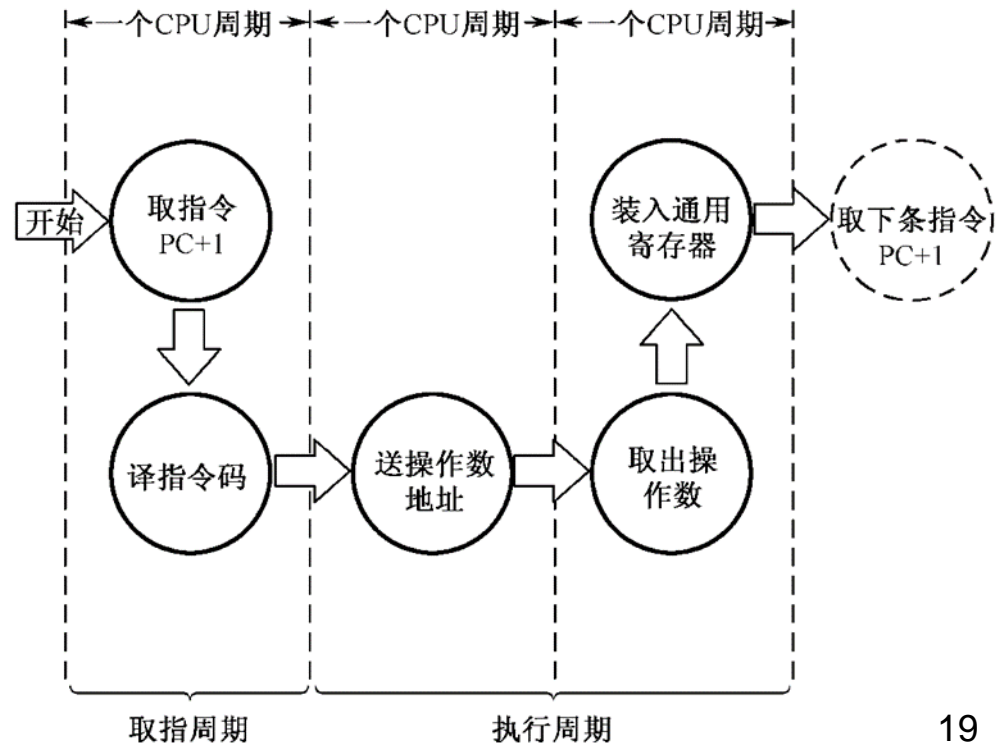 一个CPU周期
一个CPU周期
一个CPU周期
开始
取指令
PC+1
装入通用
寄存器
取下条指令
PC+1
译指令码
送操作数
地址
取出操
作数
取指周期
执行周期
19